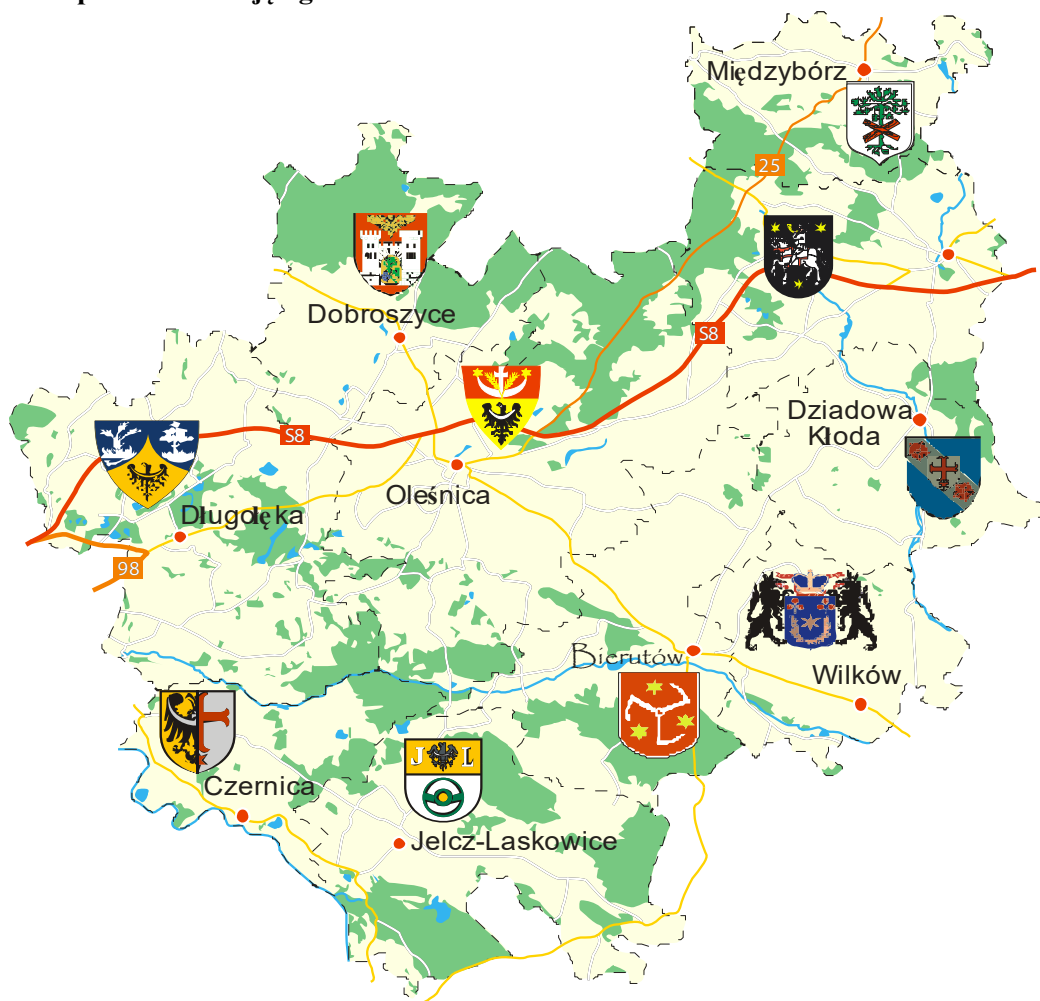 Międzybórz
25
Dobroszyce
S8
Dziadowa
Kłoda
S8
Oleśnica
Długołęka
98
Bierutów
Wilków
J L
Czernica
Jelcz-Laskowice